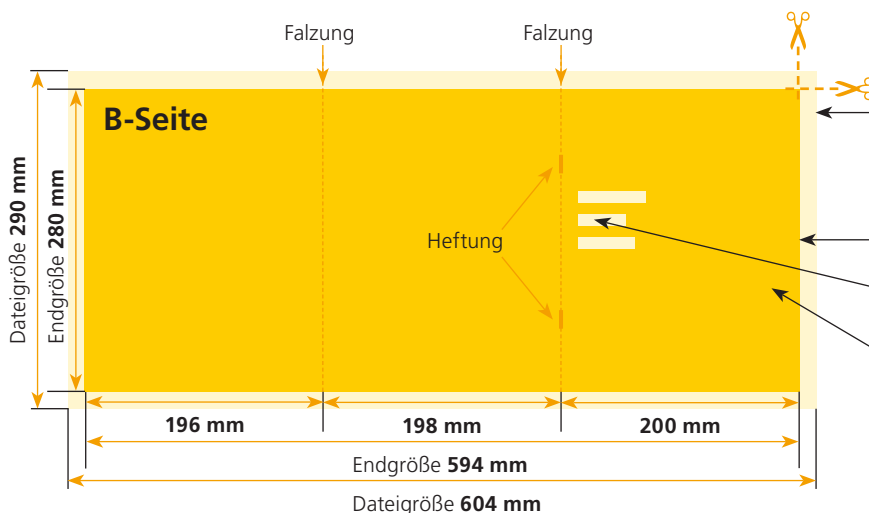 Falzung
Falzung
B-Seite
Dateigröße 290 mm
Endgröße 280 mm
Heftung
196 mm
198 mm
200 mm
Endgröße 594 mm
Dateigröße 604 mm